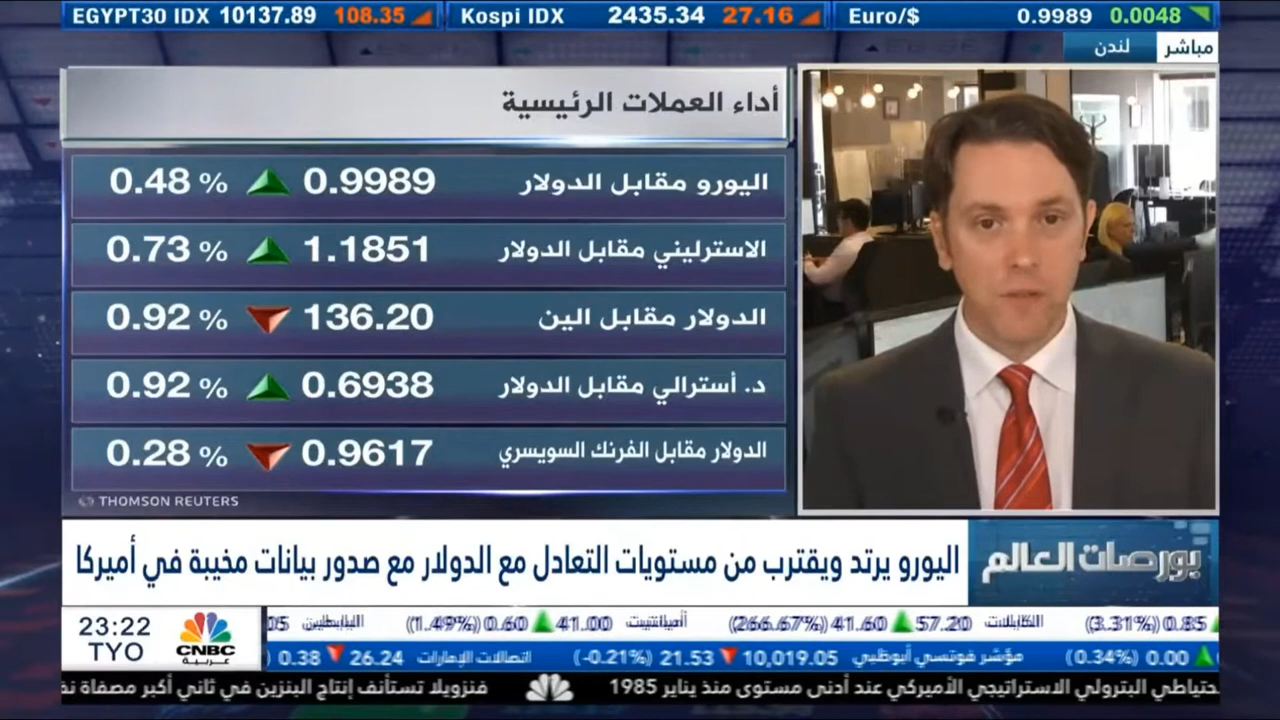 EGYPT30 IDX 10137.89 108.35 Kospi IDX 2435.34 27.16 Euro/$ 0.9989 0.0048
مباشر لندن
أداء العملات الرئيسية
اليورو مقابل الدولار 0.9989 0.48 %
الاسترليني مقابل الدولار 1.1851 0.73 %
الدولار مقابل الين 136.20 0.92 %
د. أسترالي مقابل الدولار 0.6938 0.92 %
الدولار مقابل الفرنك السويسري 0.9617 0.28 %
THOMSON REUTERS
بورصات العالم
اليورو يرتد ويقترب من مستويات التعادل مع الدولار مع صدور بيانات مخيبة في أميركا
0.85 (3.31%) الكابلات 57.20 41.60 (266.67%) أميانتيت 41.00 0.60 (1.49%)
0.00 (0.34%) مؤشر فوتسي أبوظبي 10,019.05 21.53 (-0.21%) اتصالات الإمارات 26.24 0.38
23:22
TYO
CNBC
عربية
البترولي الاستراتيجي الأميركي عند أدنى مستوى منذ يناير 1985 فنزويلا تستأنف إنتاج البنزين في ثاني أكبر مصفاة